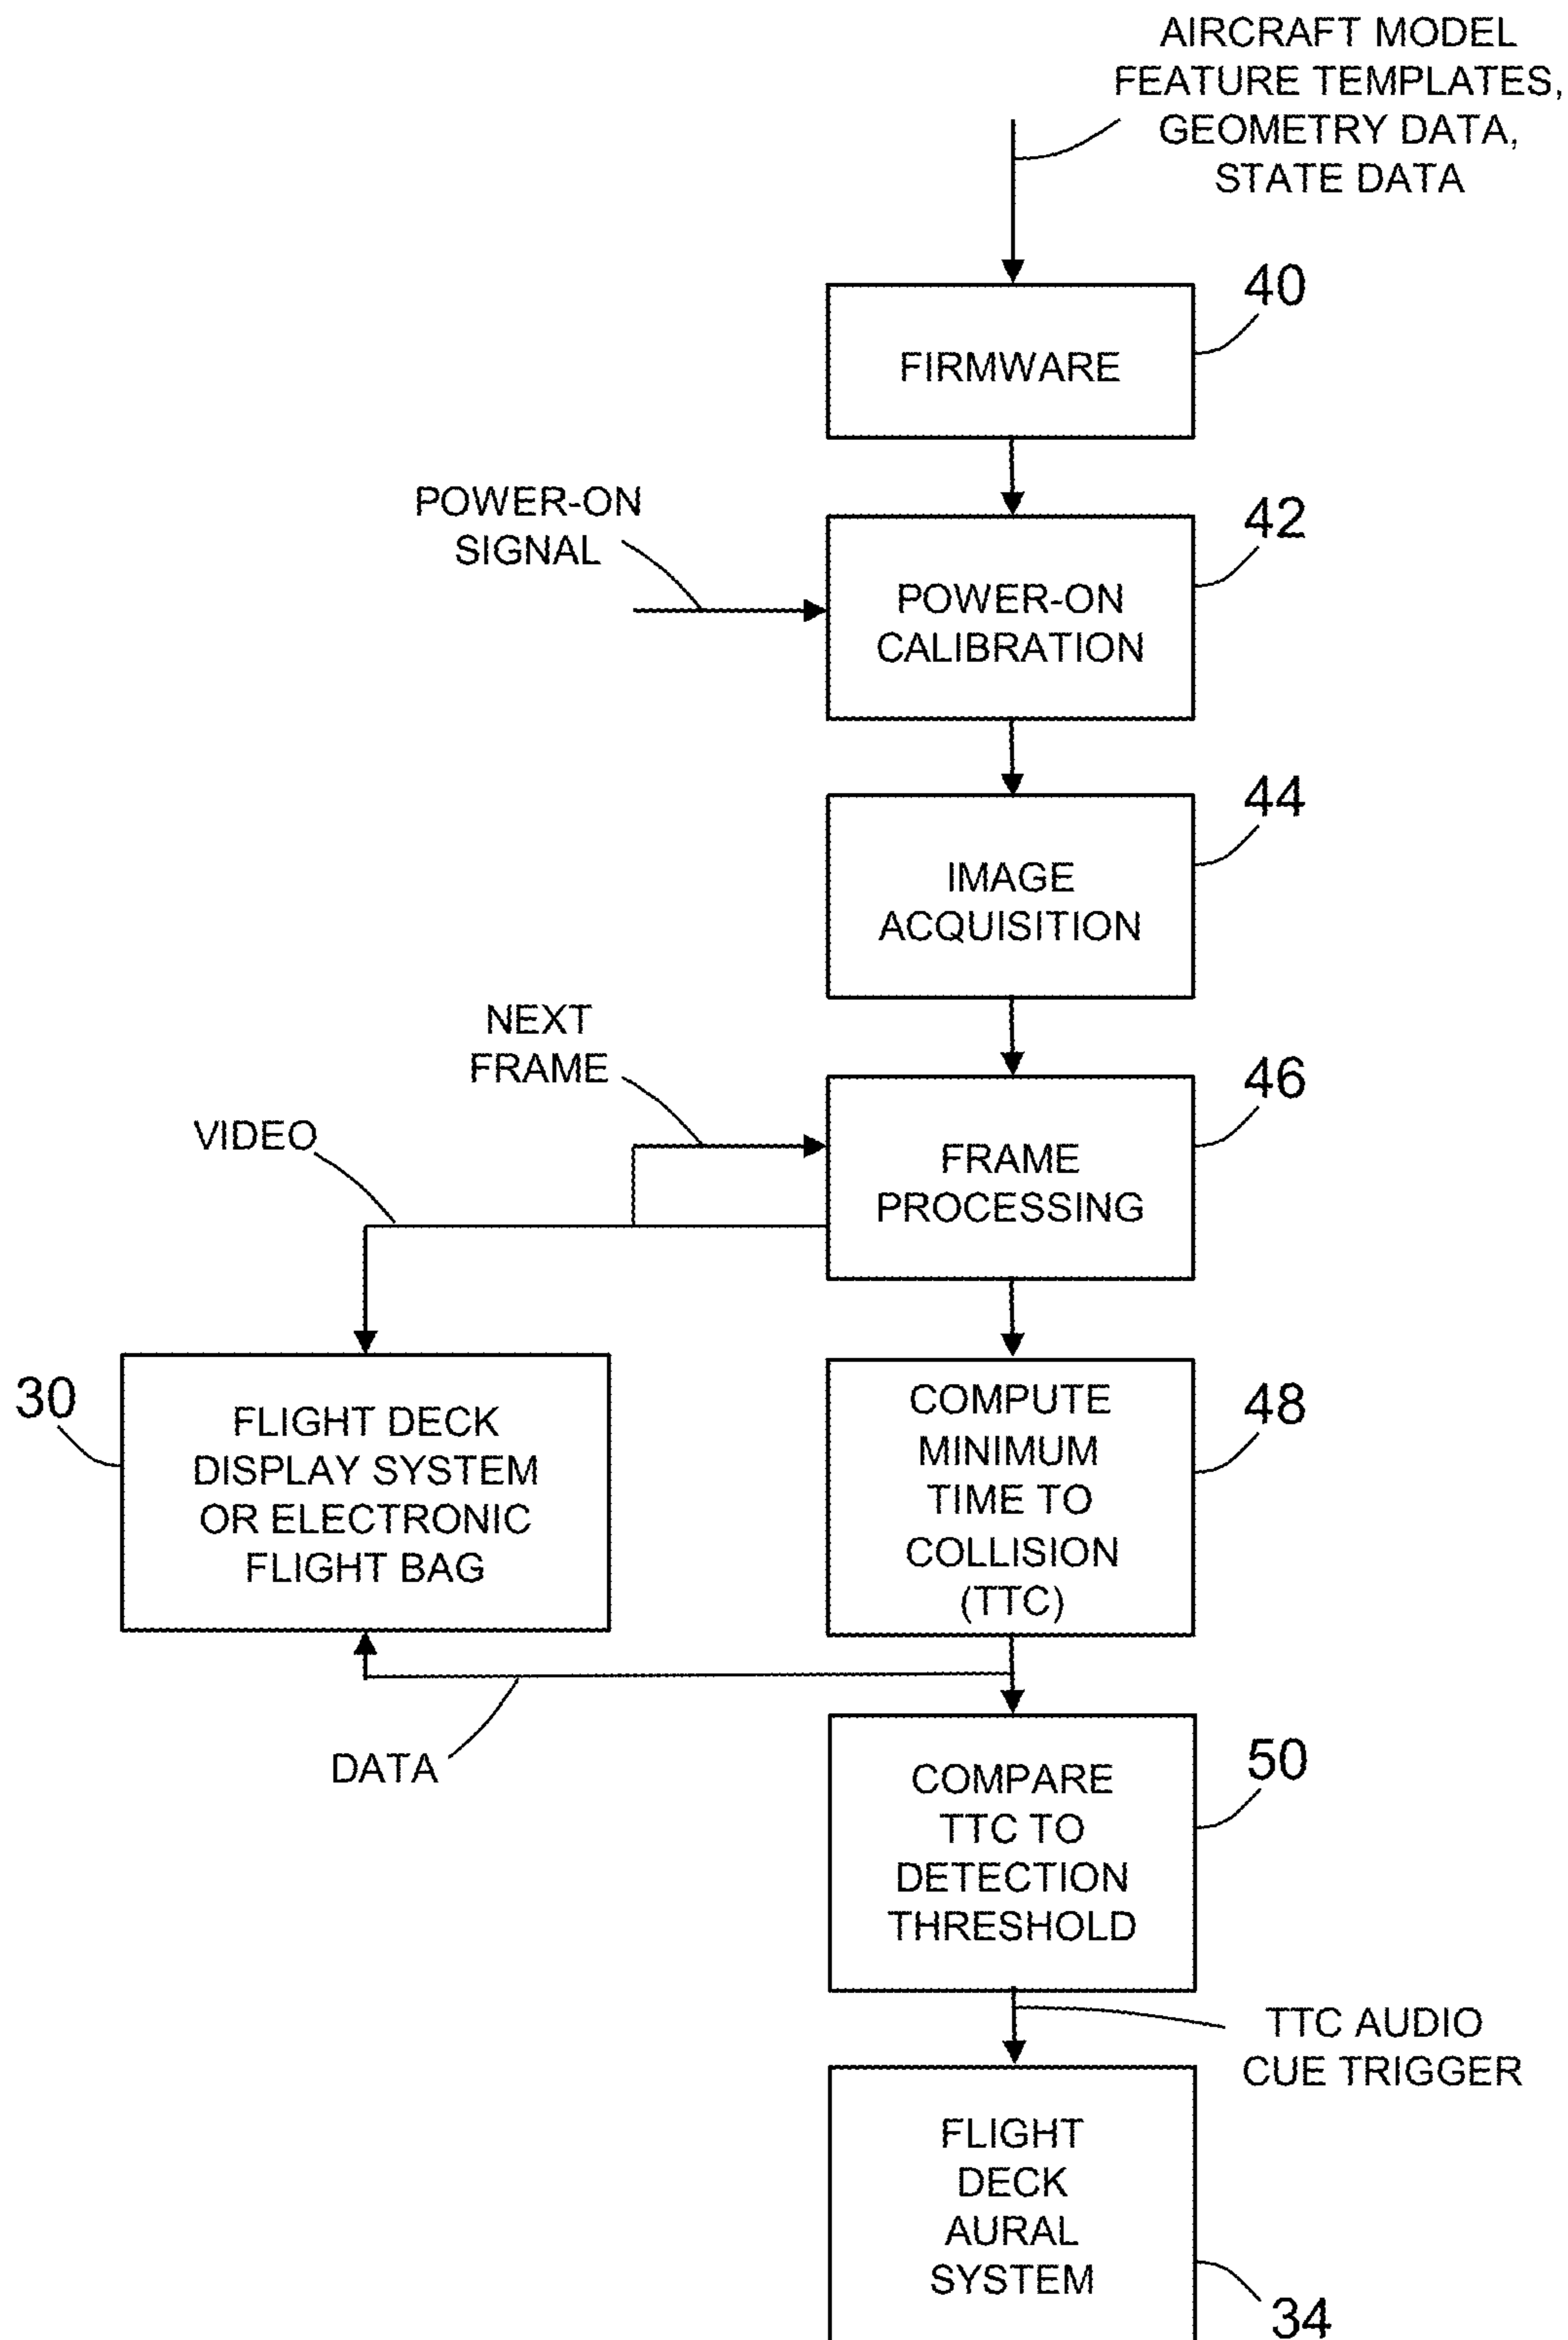 AIRCRAFT MODEL
FEATURE TEMPLATES,
GEOMETRY DATA,
STATE DATA
40
FIRMWARE
POWER-ON
SIGNAL
42
POWER-ON
CALIBRATION
44
IMAGE
ACQUISITION
NEXT
FRAME
46
VIDEO
FRAME
PROCESSING
30
FLIGHT DECK
DISPLAY SYSTEM
OR ELECTRONIC
FLIGHT BAG
48
COMPUTE
MINIMUM
TIME TO
COLLISION
(TTC)
DATA
50
COMPARE
TTC TO
DETECTION
THRESHOLD
TTC AUDIO
CUE TRIGGER
FLIGHT
DECK
AURAL
SYSTEM
34